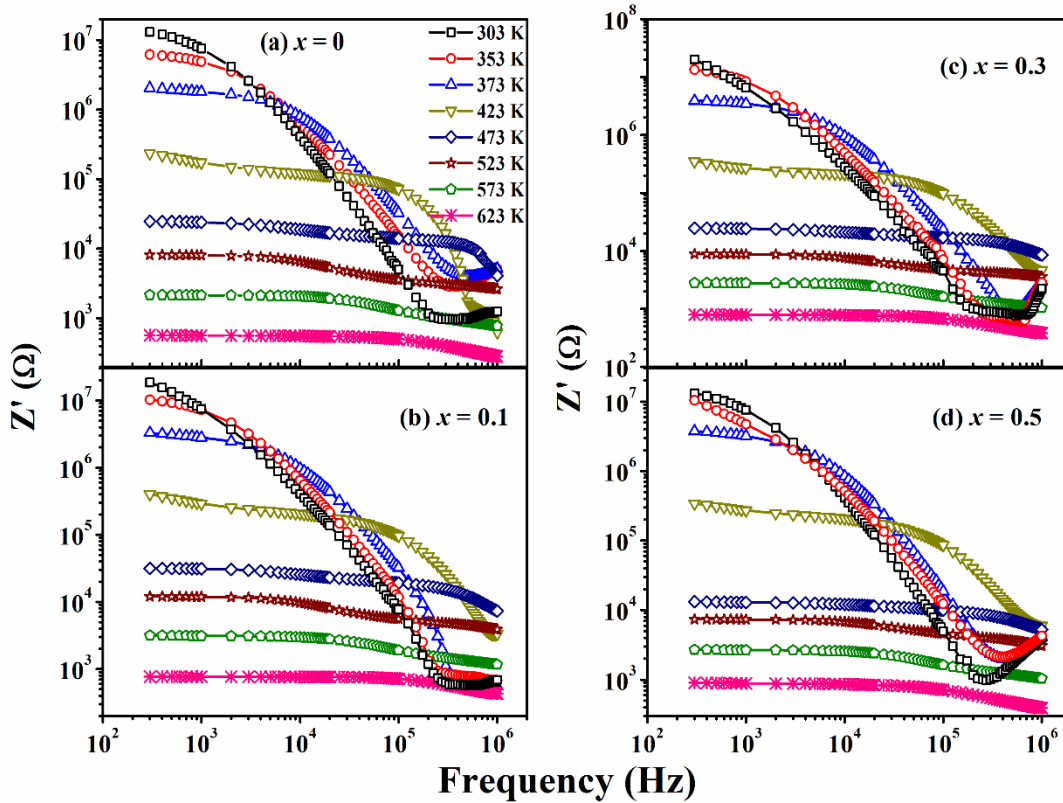 (a) x = 0
303 K
353 K
373 K
423 K
473 K
523 K
573 K
623 K
10^7
10^6
10^5
10^4
10^3
(b) x = 0.1
10^7
10^6
10^5
10^4
10^3
10^2 10^3 10^4 10^5 10^6
Z' (Ω)
(c) x = 0.3
10^8
10^6
10^4
10^2
(d) x = 0.5
10^7
10^6
10^5
10^4
10^3
10^2 10^3 10^4 10^5 10^6
Z' (Ω)
Frequency (Hz)